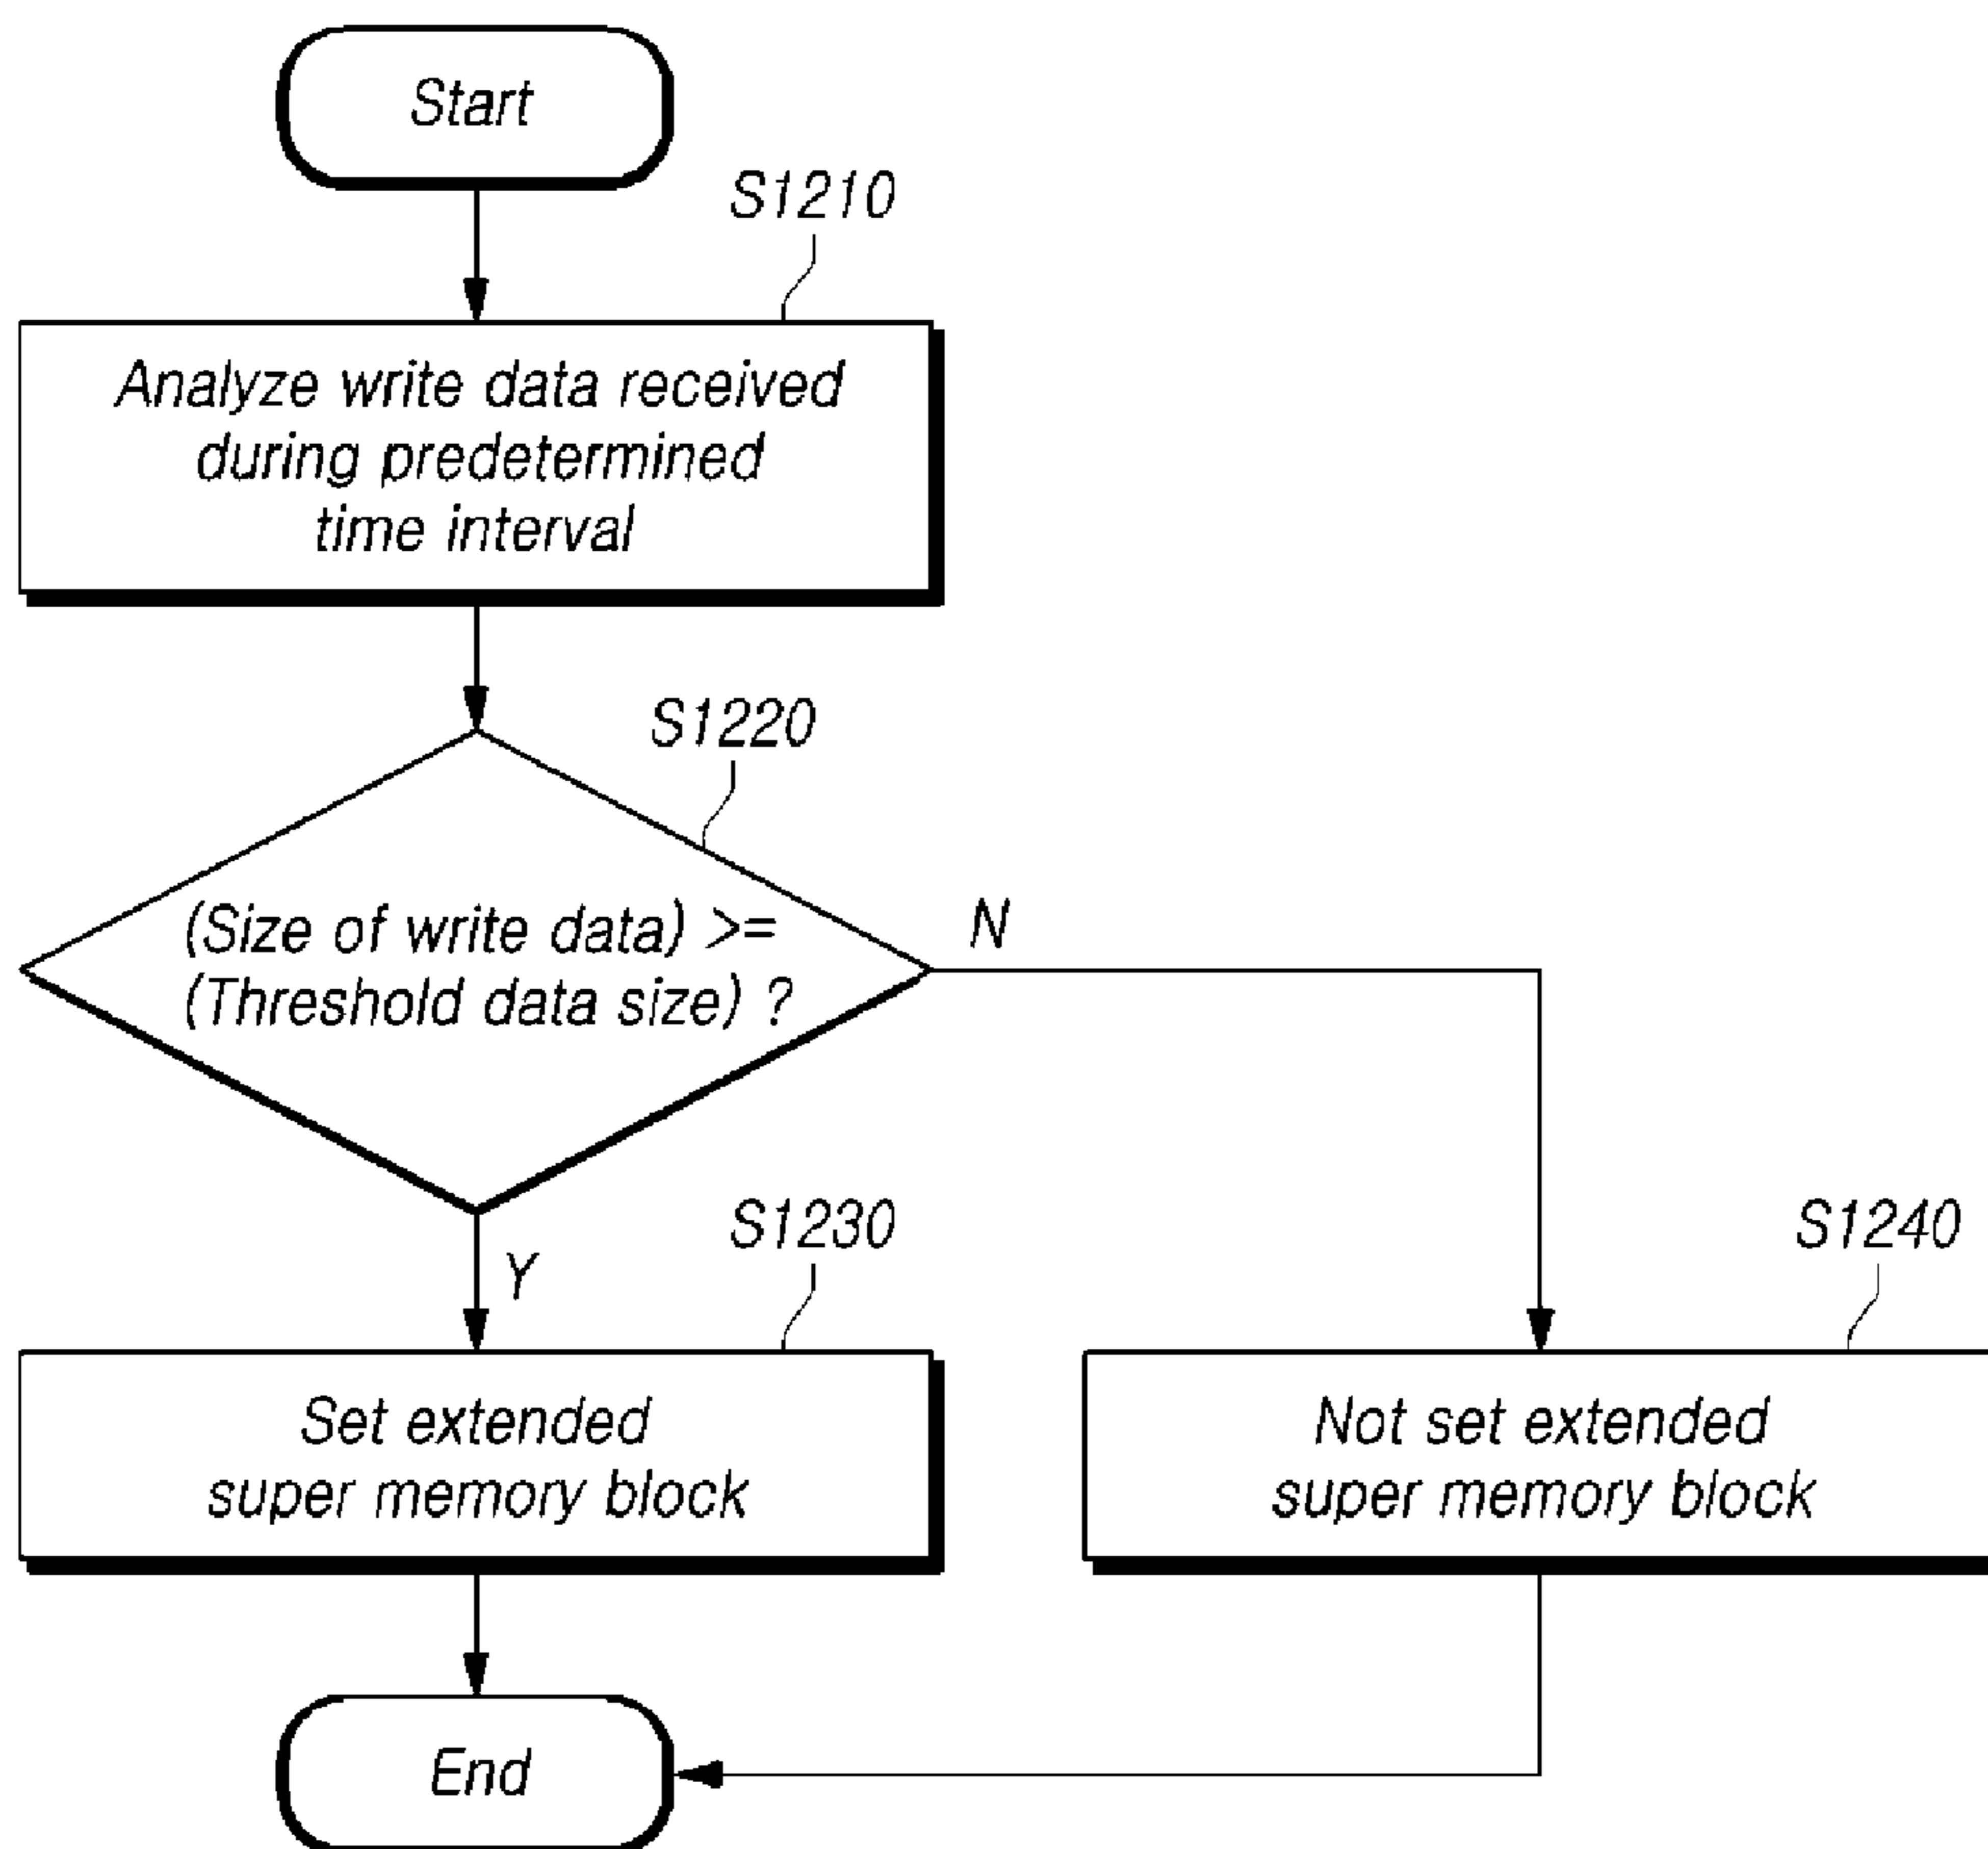 Start
S1210
Analyze write data received
during predetermined
time interval
S1220
(Size of write data) >=
(Threshold data size) ?
N
Y
S1230
Set extended
super memory block
S1240
Not set extended
super memory block
End